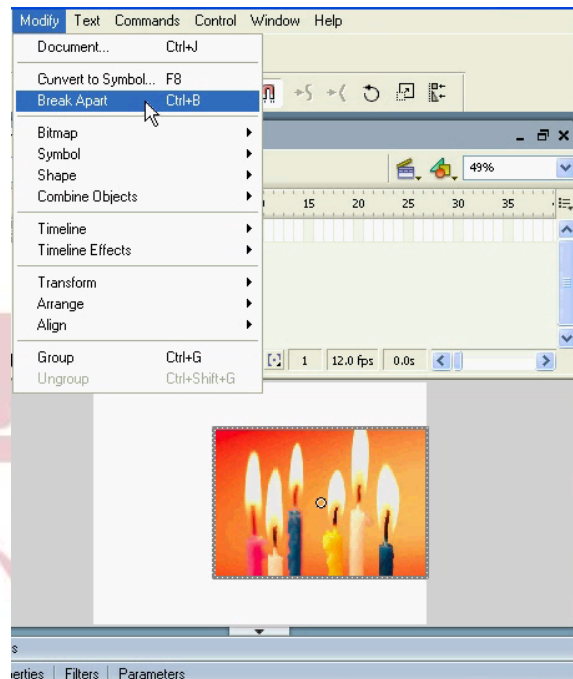 Modify Text Commands Control Window Help
Document... Ctrl+J
Convert to Symbol... F8
Break Apart Ctrl+B
Bitmap
Symbol
49%
Shape
Combine Objects
15 20 25 30 35
Timeline
Timeline Effects
Transform
Arrange
Align
Group Ctrl+G
1 12.0 fps 0.0s
Ungroup Ctrl+Shift+G
s
erties Filters Parameters